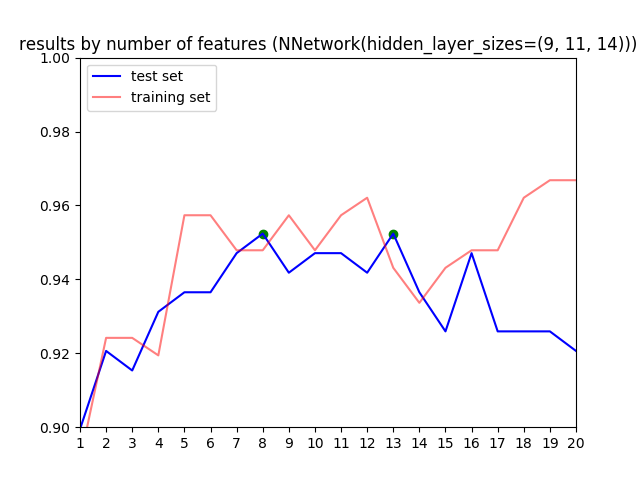 results by number of features (NNetwork(hidden_layer_sizes=(9, 11, 14)))
1.00
test set
training set
0.98
0.96
0.94
0.92
0.90
1 2 3 4 5 6 7 8 9 10 11 12 13 14 15 16 17 18 19 20